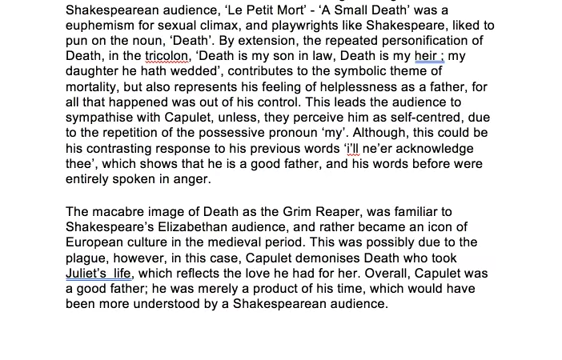 Shakespearean audience, ‘Le Petit Mort’ - ‘A Small Death’ was a
euphemism for sexual climax, and playwrights like Shakespeare, liked to
pun on the noun, ‘Death’. By extension, the repeated personification of
Death, in the tricolon, ‘Death is my son in law, Death is my heir ; my
daughter he hath wedded’, contributes to the symbolic theme of
mortality, but also represents his feeling of helplessness as a father, for
all that happened was out of his control. This leads the audience to
sympathise with Capulet, unless, they perceive him as self-centred, due
to the repetition of the possessive pronoun ‘my’. Although, this could be
his contrasting response to his previous words ‘i’ll ne’er acknowledge
thee’, which shows that he is a good father, and his words before were
entirely spoken in anger.
The macabre image of Death as the Grim Reaper, was familiar to
Shakespeare’s Elizabethan audience, and rather became an icon of
European culture in the medieval period. This was possibly due to the
plague, however, in this case, Capulet demonises Death who took
Juliet’s  life, which reflects the love he had for her. Overall, Capulet was
a good father; he was merely a product of his time, which would have
been more understood by a Shakespearean audience.